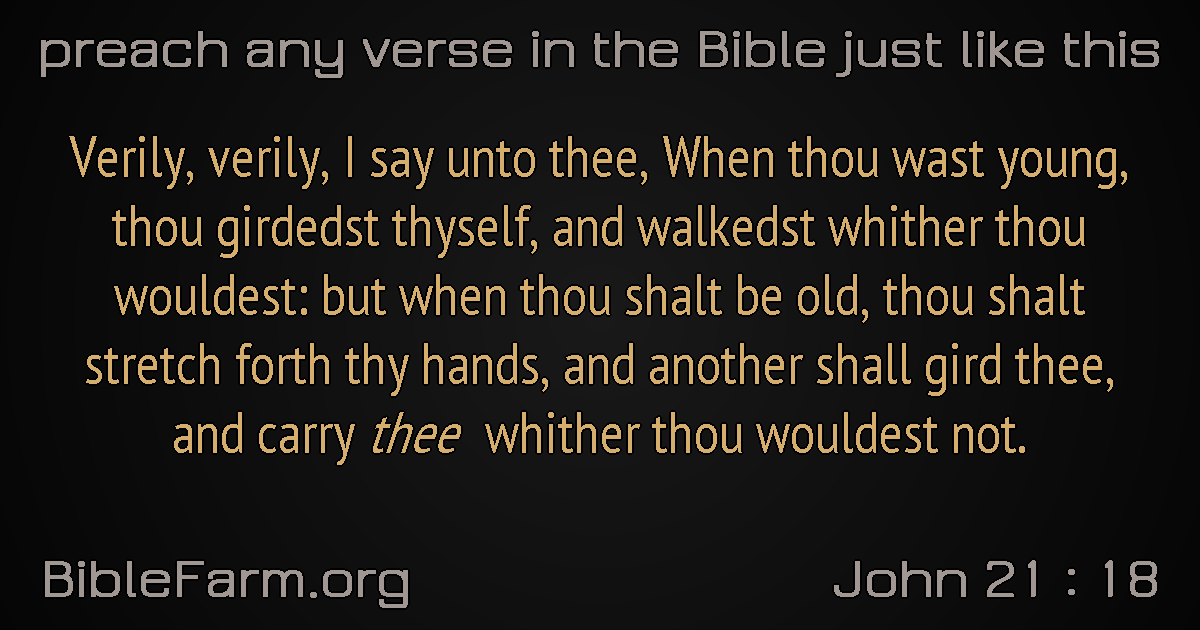 preach any verse in the Bible just like this
Verily, verily, I say unto thee, When thou wast young,
thou girdedst thyself, and walkedst whither thou
wouldest: but when thou shalt be old, thou shalt
stretch forth thy hands, and another shall gird thee,
and carry thee whither thou wouldest not.
BibleFarm.org
John 21 : 18